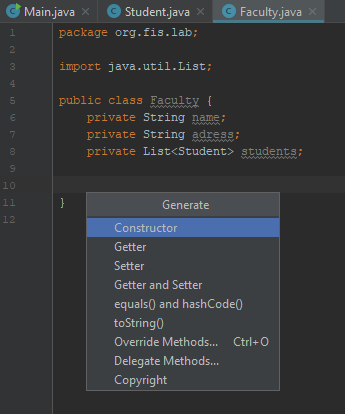 Main.java × Student.java × Faculty.java ×
1 package org.fis.lab;
2
3 import java.util.List;
4
5 public class Faculty {
6 private String name;
7 private String adress;
8 private List<Student> students;
9
10
11 }
12
Generate
Constructor
Getter
Setter
Getter and Setter
equals() and hashCode()
toString()
Override Methods... Ctrl+O
Delegate Methods...
Copyright